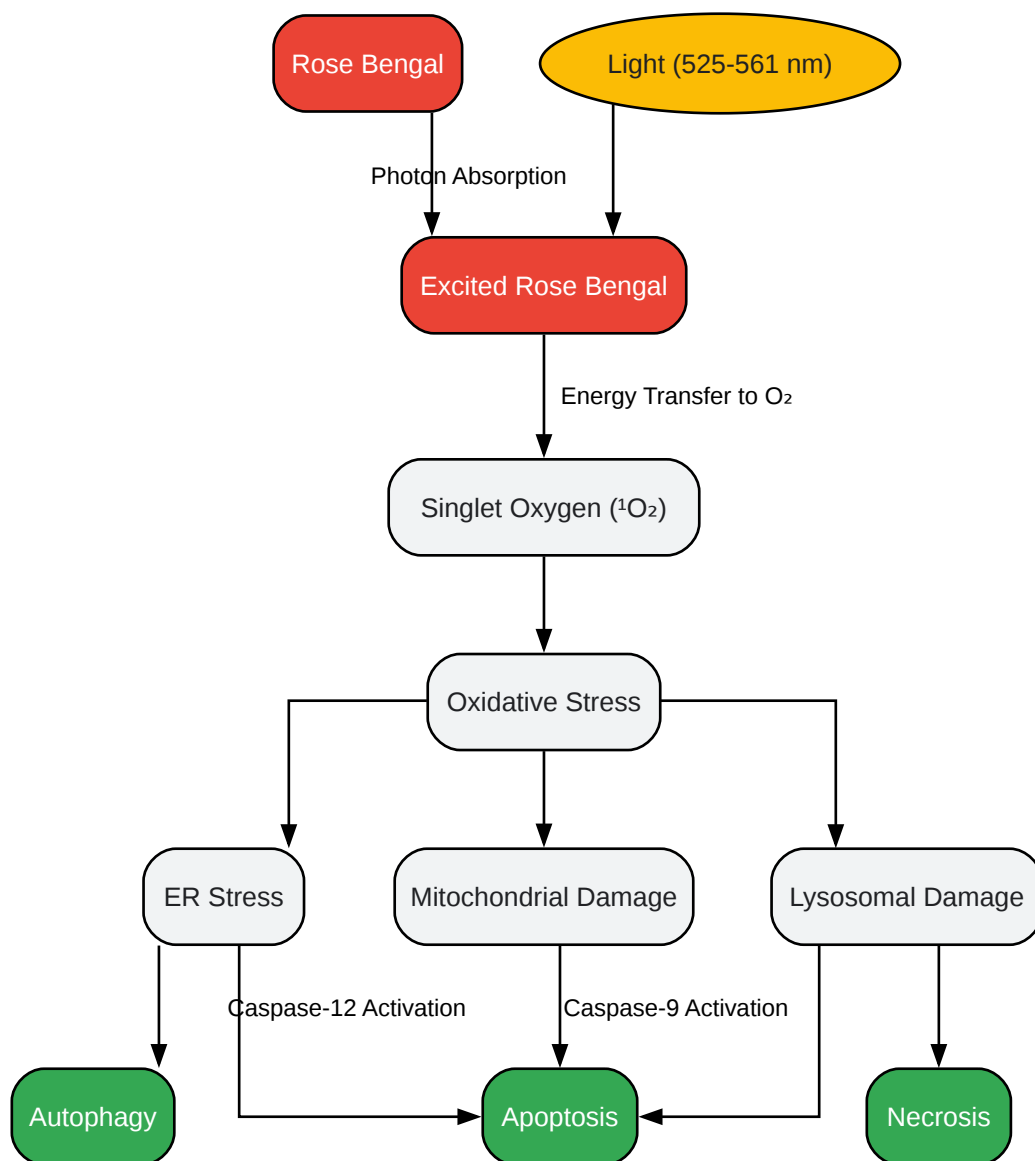 Rose Bengal
Light (525-561 nm)
Photon Absorption
Excited Rose Bengal
Energy Transfer to O₂
Singlet Oxygen (¹O₂)
Oxidative Stress
ER Stress
Mitochondrial Damage
Lysosomal Damage
Caspase-12 Activation
Caspase-9 Activation
Autophagy
Apoptosis
Necrosis